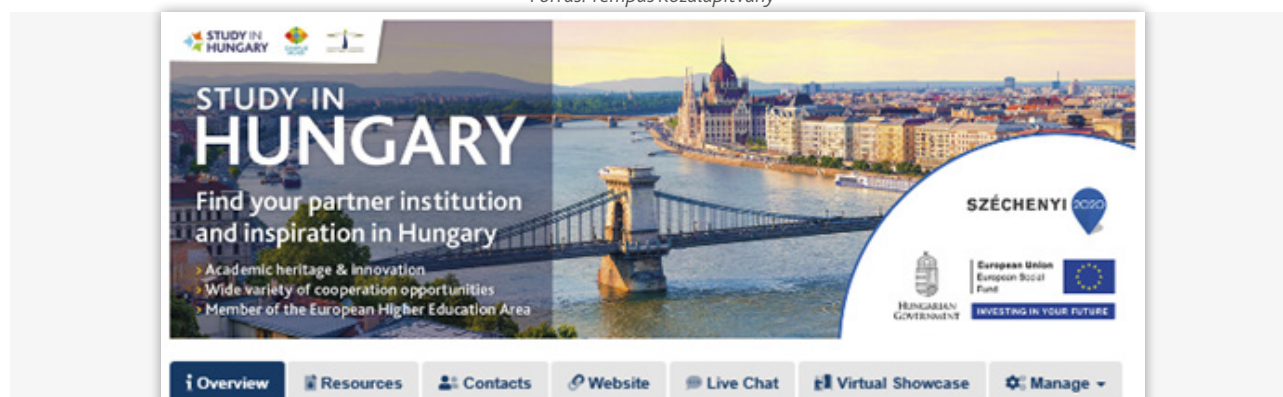 Forrás: Tempus Közalapítvány
STUDY IN
HUNGARY
STUDY IN
HUNGARY
Find your partner institution
and inspiration in Hungary
› Academic heritage & innovation
› Wide variety of cooperation opportunities
› Member of the European Higher Education Area
SZÉCHENYI 2020
HUNGARIAN
GOVERNMENT
European Union
European Social
Fund
INVESTING IN YOUR FUTURE
Overview Resources Contacts Website Live Chat Virtual Showcase Manage